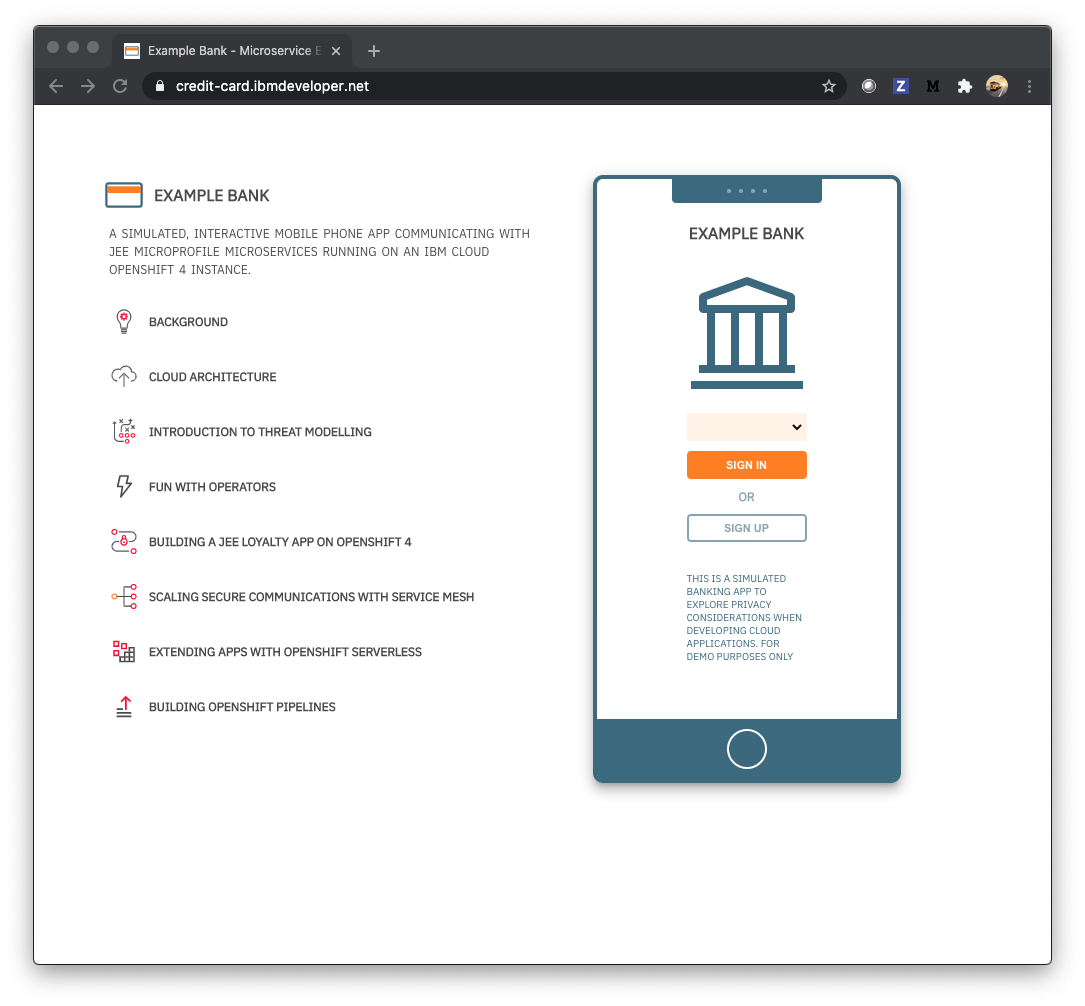 Example Bank - Microservice E
credit-card.ibmdeveloper.net
Z
M
EXAMPLE BANK
A SIMULATED, INTERACTIVE MOBILE PHONE APP COMMUNICATING WITH
JEE MICROPROFILE MICROSERVICES RUNNING ON AN IBM CLOUD
OPENSHIFT 4 INSTANCE.
BACKGROUND
CLOUD ARCHITECTURE
INTRODUCTION TO THREAT MODELLING
FUN WITH OPERATORS
BUILDING A JEE LOYALTY APP ON OPENSHIFT 4
SCALING SECURE COMMUNICATIONS WITH SERVICE MESH
EXTENDING APPS WITH OPENSHIFT SERVERLESS
BUILDING OPENSHIFT PIPELINES
EXAMPLE BANK
SIGN IN
OR
SIGN UP
THIS IS A SIMULATED
BANKING APP TO
EXPLORE PRIVACY
CONSIDERATIONS WHEN
DEVELOPING CLOUD
APPLICATIONS. FOR
DEMO PURPOSES ONLY